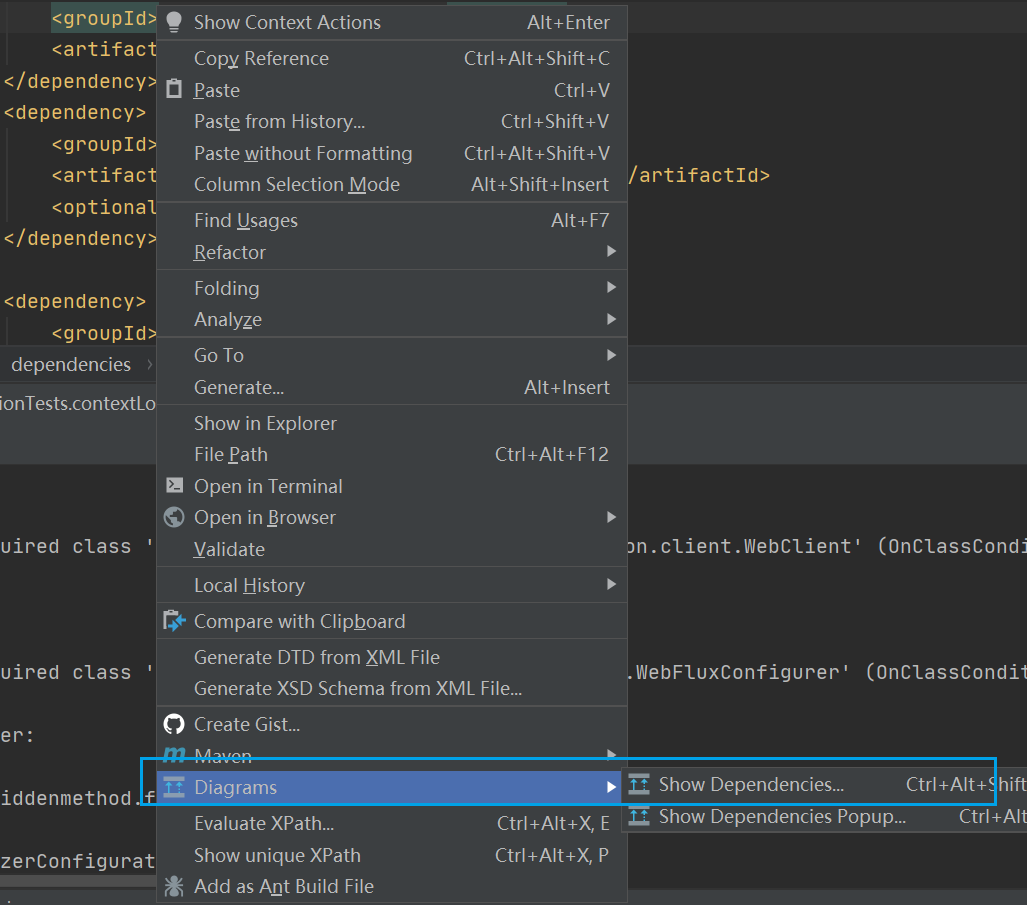 <groupId>
<artifact
</dependency>
<dependency>
<groupId>
<artifact
/artifactId>
<optional
</dependency>
<dependency>
<groupId>
dependencies
ionTests.contextLo
uired class '
on.client.WebClient' (OnClassCondi
uired class '
.WebFluxConfigurer' (OnClassCondit
er:
iddenmethod.f
zerConfigurat
Show Context Actions Alt+Enter
Copy Reference Ctrl+Alt+Shift+C
Paste Ctrl+V
Paste from History... Ctrl+Shift+V
Paste without Formatting Ctrl+Alt+Shift+V
Column Selection Mode Alt+Shift+Insert
Find Usages Alt+F7
Refactor
Folding
Analyze
Go To
Generate... Alt+Insert
Show in Explorer
File Path Ctrl+Alt+F12
Open in Terminal
Open in Browser
Validate
Local History
Compare with Clipboard
Generate DTD from XML File
Generate XSD Schema from XML File...
Create Gist...
Maven
Diagrams
Evaluate XPath... Ctrl+Alt+X, E
Show unique XPath Ctrl+Alt+X, P
Add as Ant Build File
Show Dependencies... Ctrl+Alt+Shift
Show Dependencies Popup... Ctrl+Alt